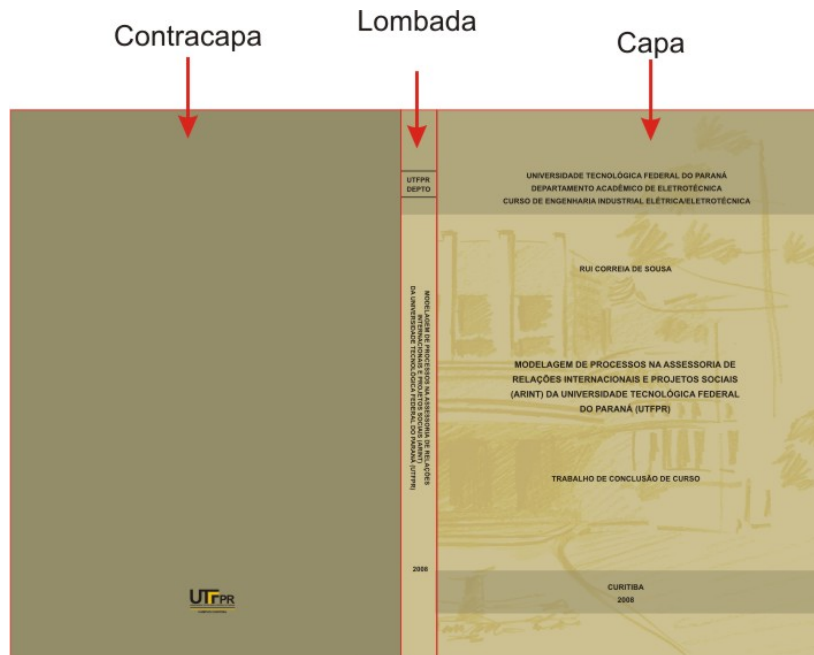 Contracapa
Lombada
Capa
UTFPR
DEPTO
MODELAGEM DE PROCESSOS NA ASSESSORIA DE RELAÇÕES
INTERNACIONAIS E PROJETOS SOCIAIS (ARINT)
DA UNIVERSIDADE TECNOLÓGICA FEDERAL DO PARANÁ (UTFPR)
2008
UNIVERSIDADE TECNOLÓGICA FEDERAL DO PARANÁ
DEPARTAMENTO ACADÊMICO DE ELETROTÉCNICA
CURSO DE ENGENHARIA INDUSTRIAL ELÉTRICA/ELETROTÉCNICA
RUI CORREIA DE SOUSA
MODELAGEM DE PROCESSOS NA ASSESSORIA DE
RELAÇÕES INTERNACIONAIS E PROJETOS SOCIAIS
(ARINT) DA UNIVERSIDADE TECNOLÓGICA FEDERAL
DO PARANÁ (UTFPR)
TRABALHO DE CONCLUSÃO DE CURSO
CURITIBA
2008
UTFPR